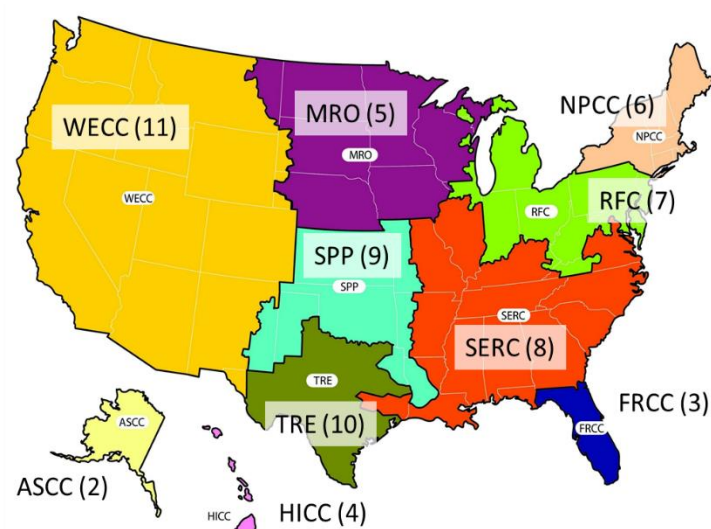 MRO (5)
NPCC (6)
WECC (11)
NPCC
MRO
WECC
RFC (7)
RFC
SPP (9)
SPP
SERC
SERC (8)
TRE
TRE (10)
FRCC (3)
FRCC
ASCC
ASCC (2)
HICC
HICC (4)